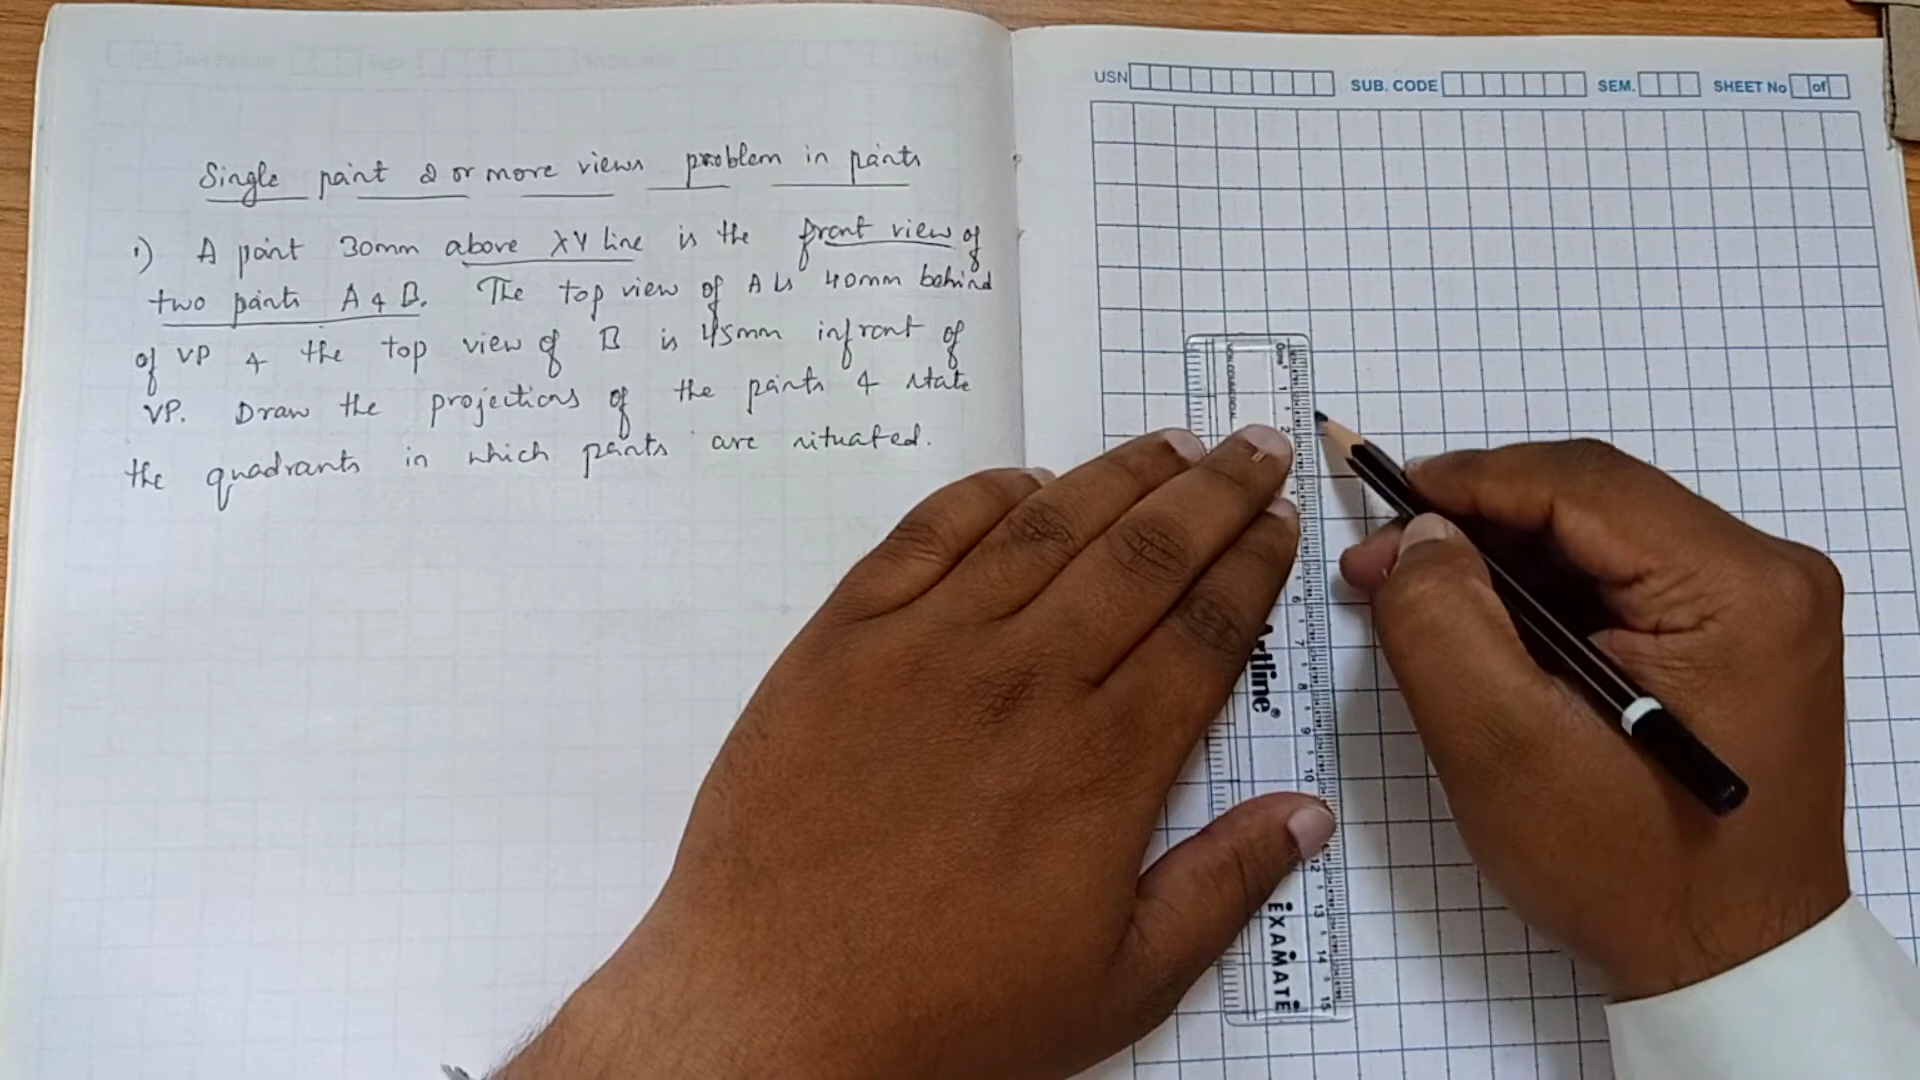 Single point 2 or more views problem in points
1) A point 30mm above XY line is the front view of
two points A & B. The top view of A is 40mm behind
of VP & the top view of B is 45mm infront of
VP. Draw the projections of the points & state
the quadrants in which points are situated.
USN SUB. CODE SEM. SHEET No of
Artline®
EXAMATE